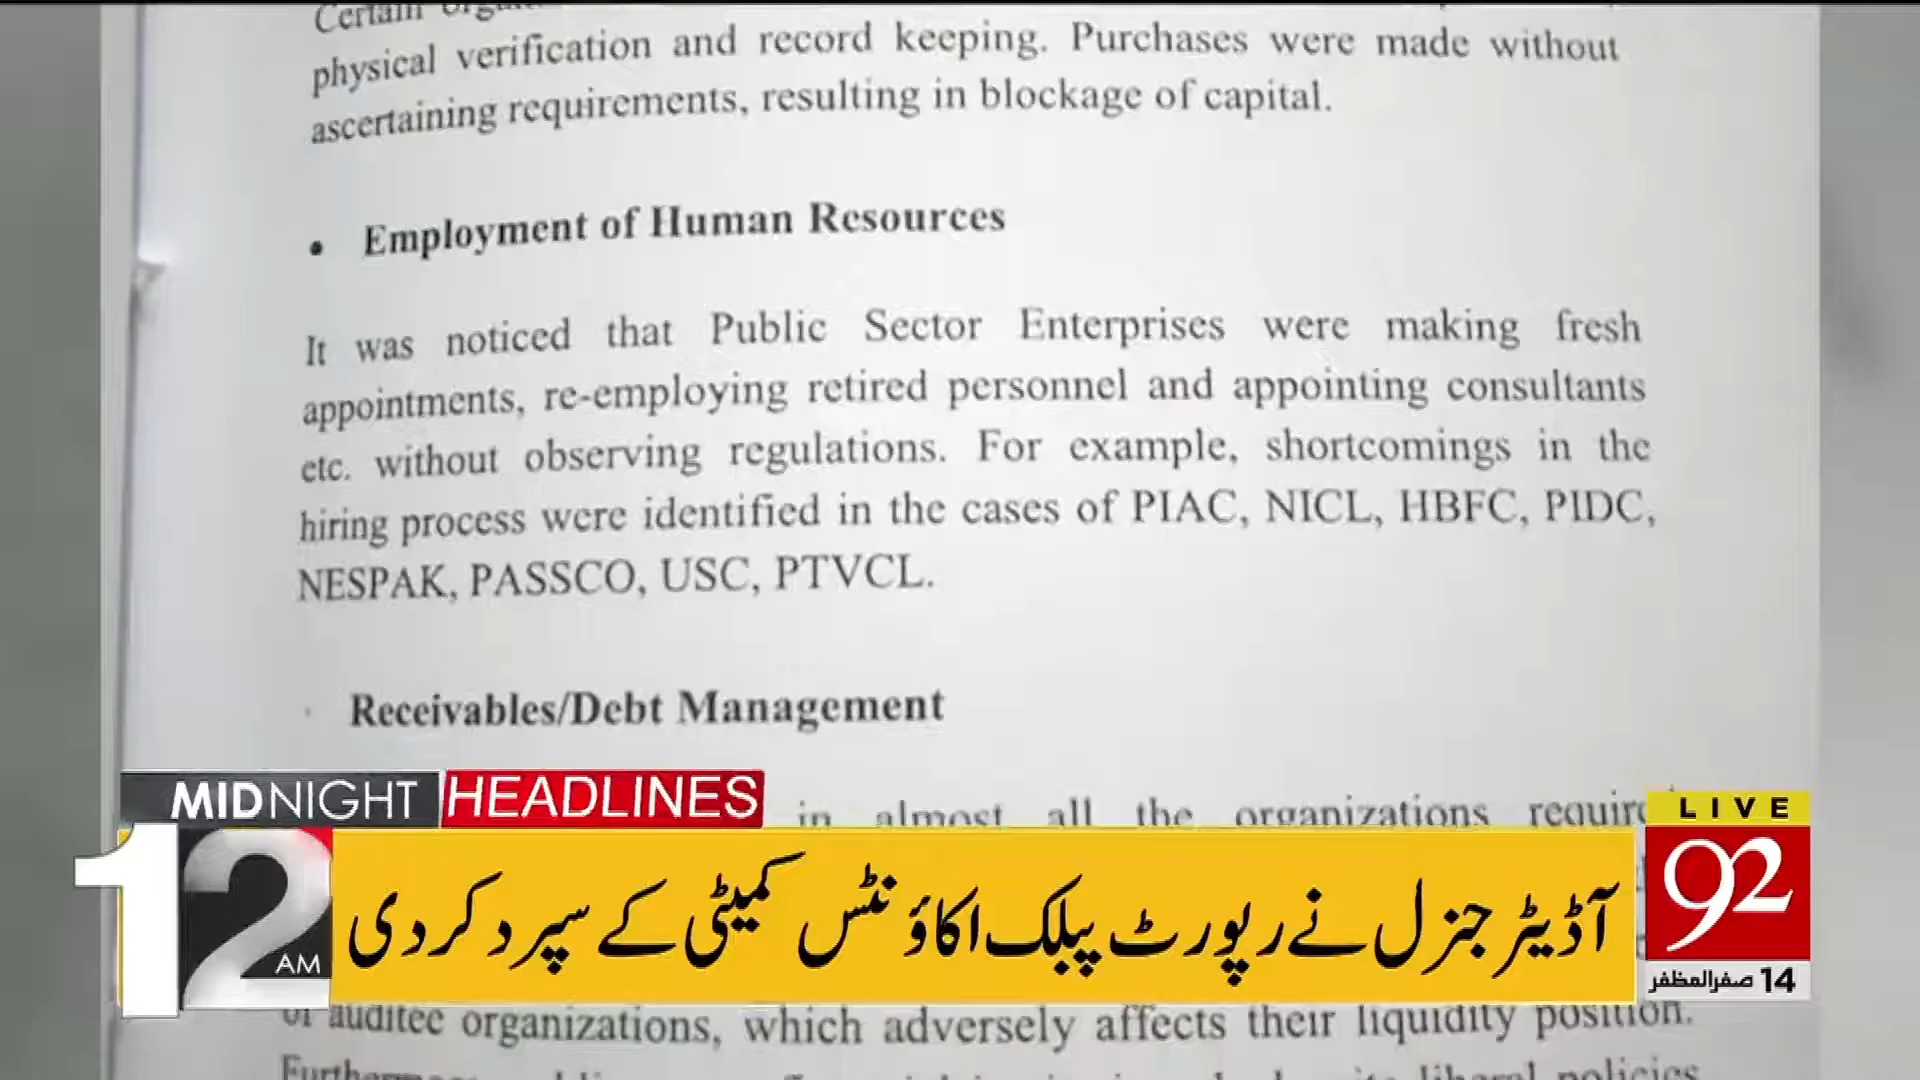 Certain
physical verification and record keeping. Purchases were made without
ascertaining requirements, resulting in blockage of capital.
• Employment of Human Resources
It was noticed that Public Sector Enterprises were making fresh
appointments, re-employing retired personnel and appointing consultants
etc. without observing regulations. For example, shortcomings in the
hiring process were identified in the cases of PIAC, NICL, HBFC, PIDC,
NESPAK, PASSCO, USC, PTVCL.
Receivables/Debt Management
in almost all the organizations
MIDNIGHT HEADLINES
12 AM
آڈیٹر جنرل نے رپورٹ پبلک اکاؤنٹس کمیٹی کے سپرد کر دی
LIVE
92
14 صفرالمظفر
of auditee organizations, which adversely affects their liquidity position.
liberal policies